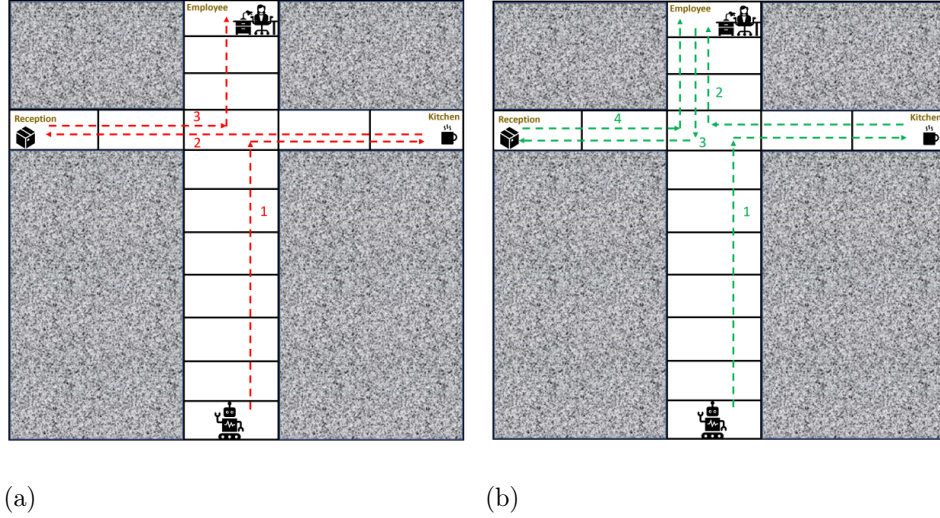 Employee
3
Reception
Kitchen
2
1
Employee
2
Reception
4
Kitchen
3
1
(a)
(b)